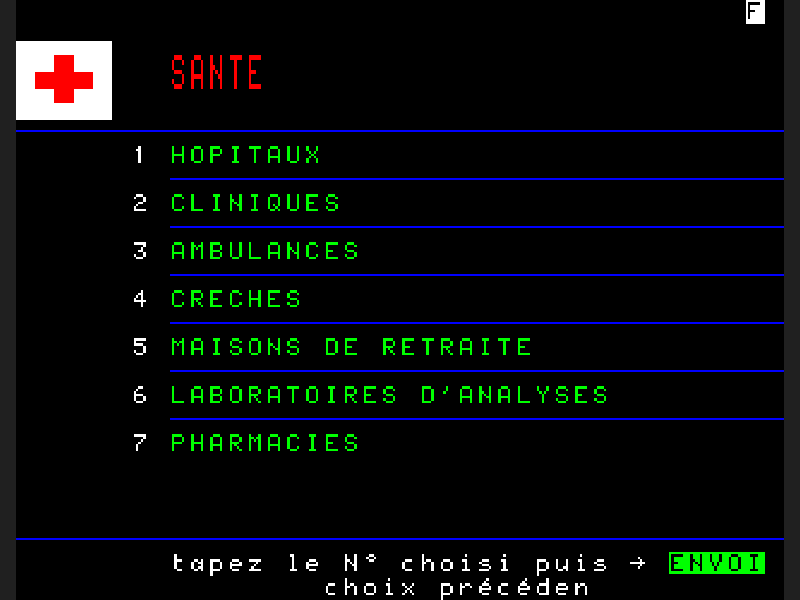 F
SANTE
1 HOPITAUX
2 CLINIQUES
3 AMBULANCES
4 CRECHES
5 MAISONS DE RETRAITE
6 LABORATOIRES D'ANALYSES
7 PHARMACIES
tapez le N° choisi puis → ENVOI
choix précéden